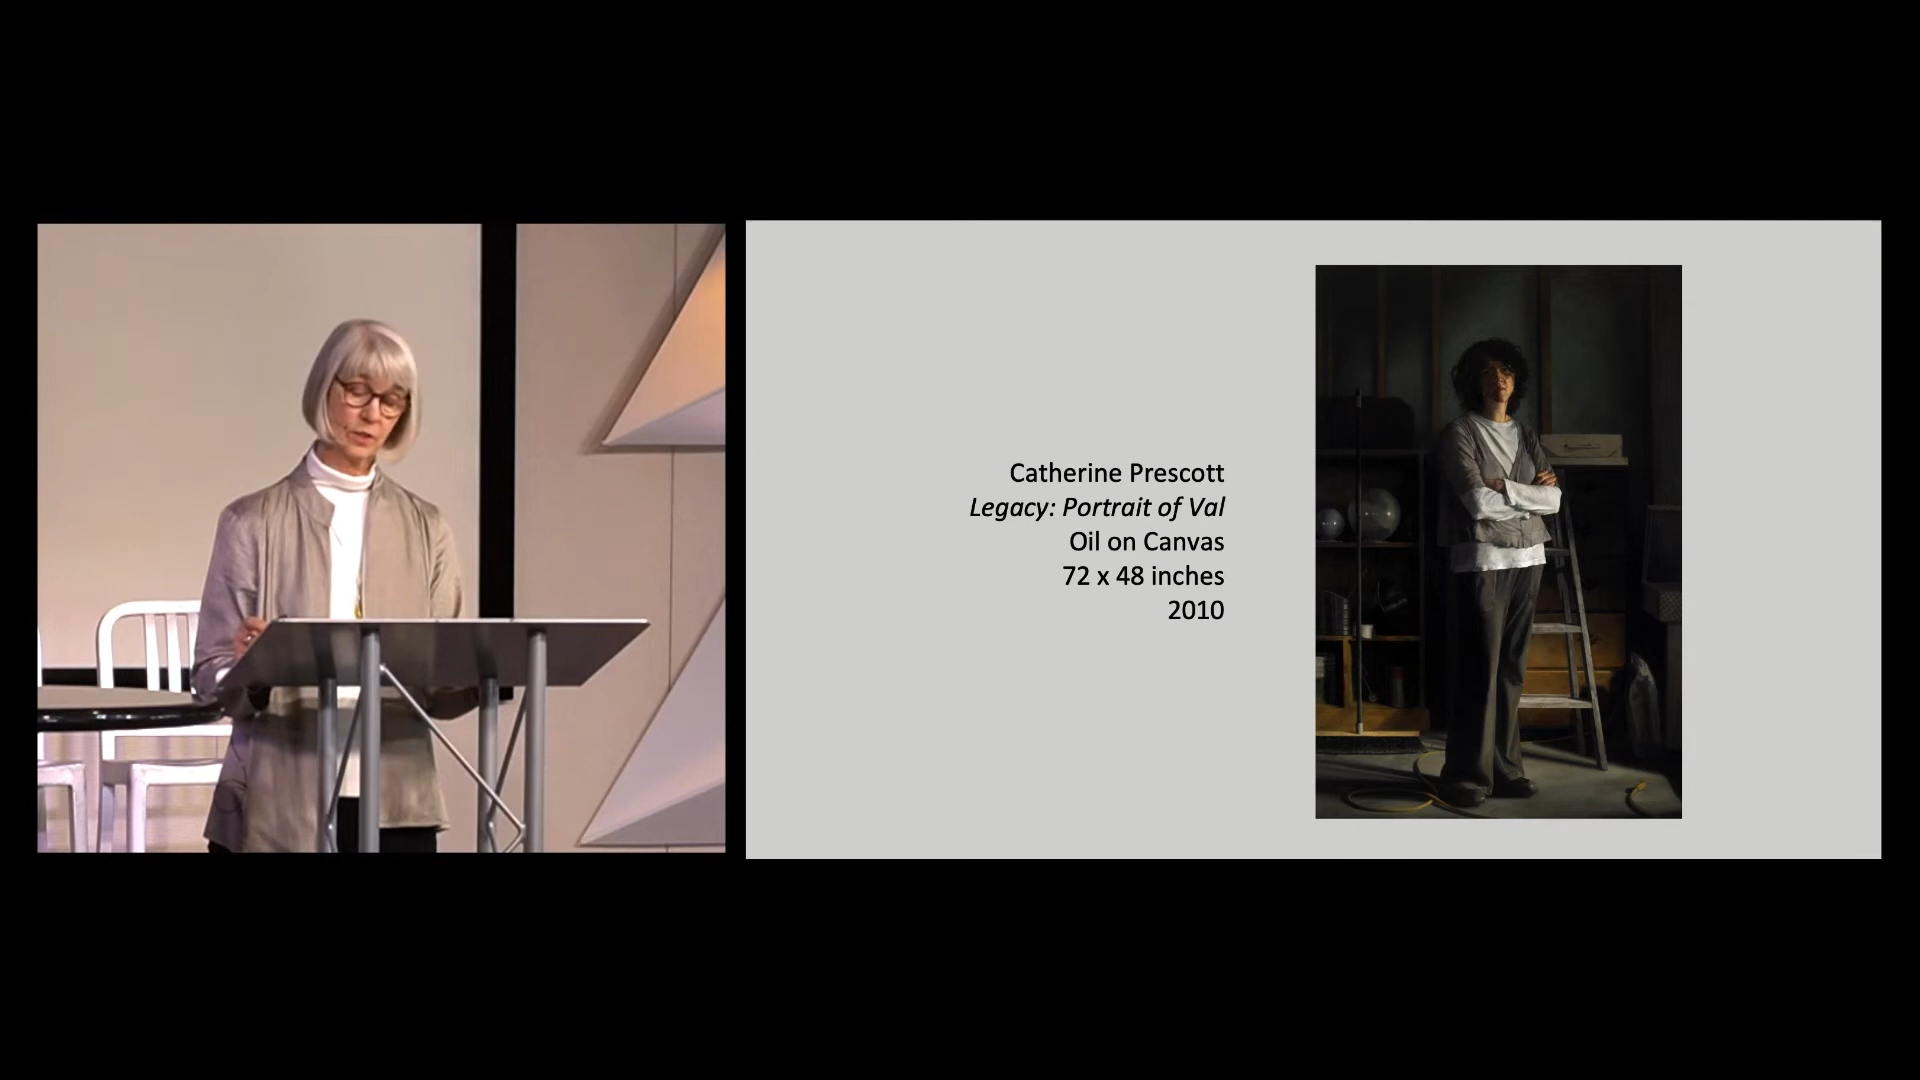 Catherine Prescott
Legacy: Portrait of Val
Oil on Canvas
72 x 48 inches
2010